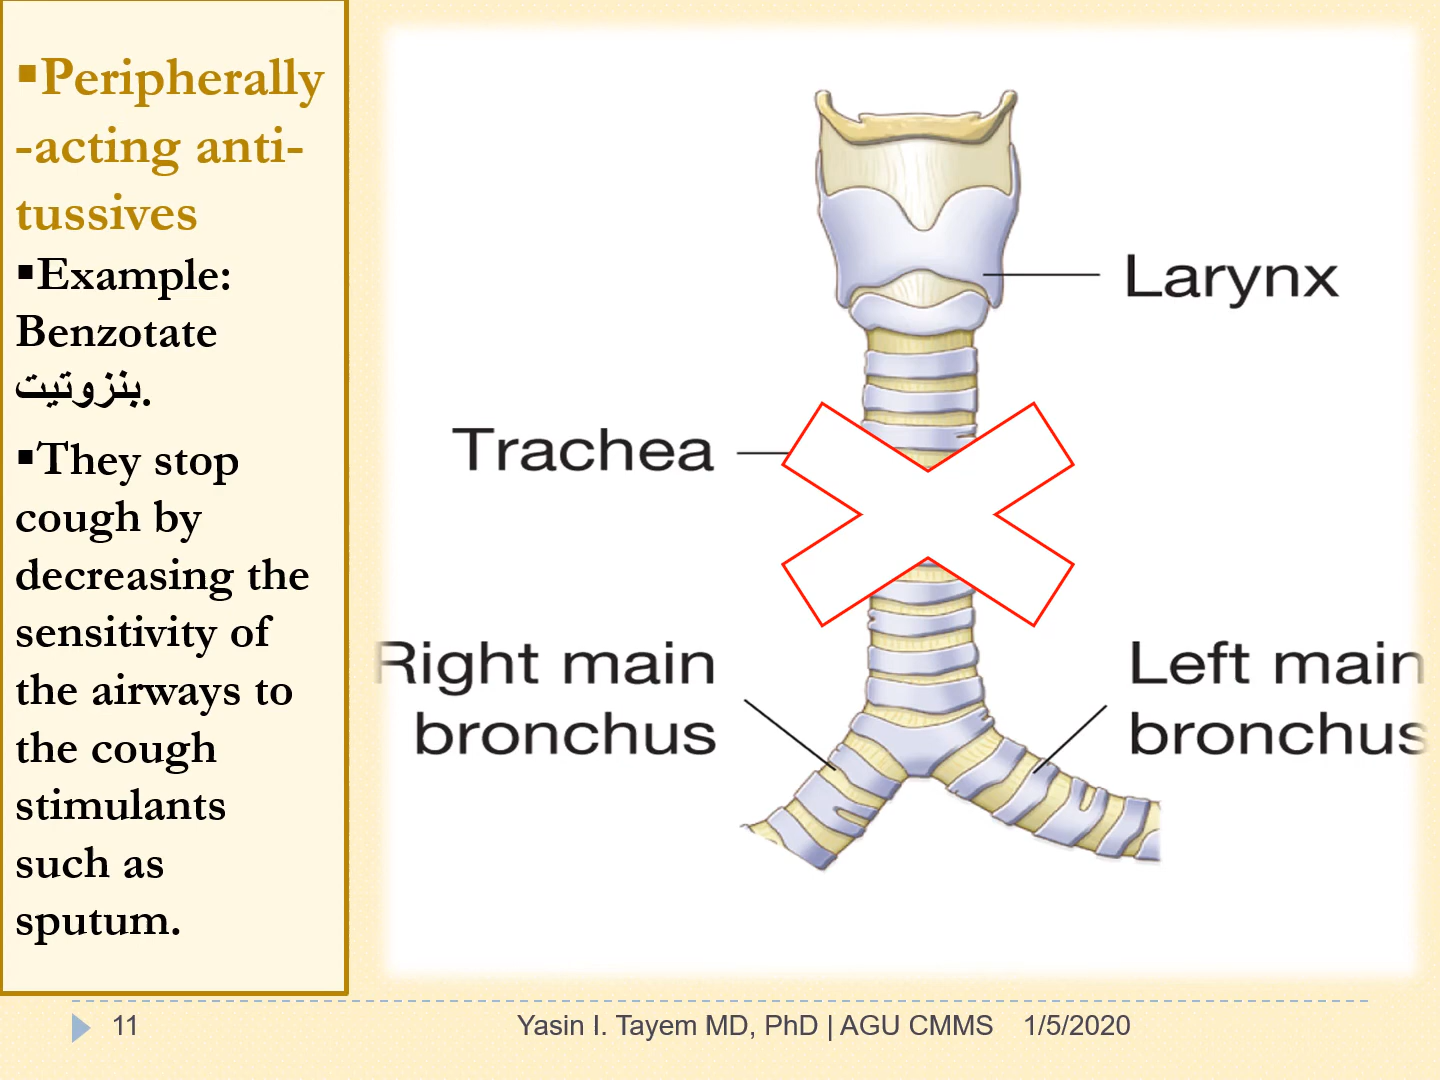 ▪Peripherally
-acting anti-
tussives
▪Example:
Benzotate
بنزوتيت.
▪They stop
cough by
decreasing the
sensitivity of
the airways to
the cough
stimulants
such as
sputum.
Larynx
Trachea
Right main
bronchus
Left main
bronchus
11
Yasin I. Tayem MD, PhD | AGU CMMS 1/5/2020